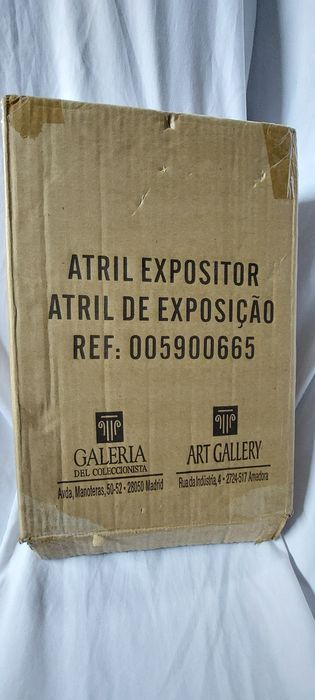 ATRIL EXPOSITOR
ATRIL DE EXPOSIÇÃO
REF: 005900665
GALERIA
DEL COLECCIONISTA
Avda. Manoteras, 50-52 • 28050 Madrid
ART GALLERY
Rua da Indústria, 4 • 2724-517 Amadora